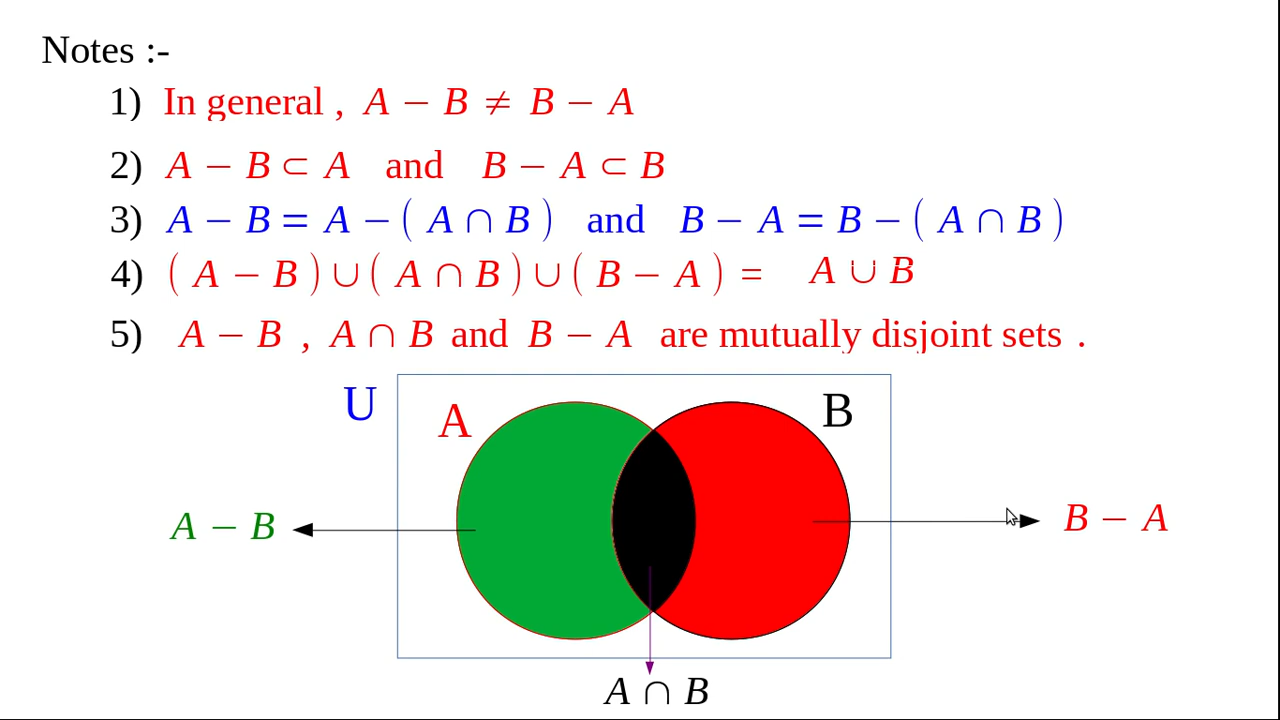 Notes :-
1) In general , A − B ≠ B − A
2) A − B ⊂ A and B − A ⊂ B
3) A − B = A − ( A ∩ B ) and B − A = B − ( A ∩ B )
4) ( A − B ) ∪ ( A ∩ B ) ∪ ( B − A ) = A ∪ B
5) A − B , A ∩ B and B − A are mutually disjoint sets .
U
A
B
A − B
B − A
A ∩ B